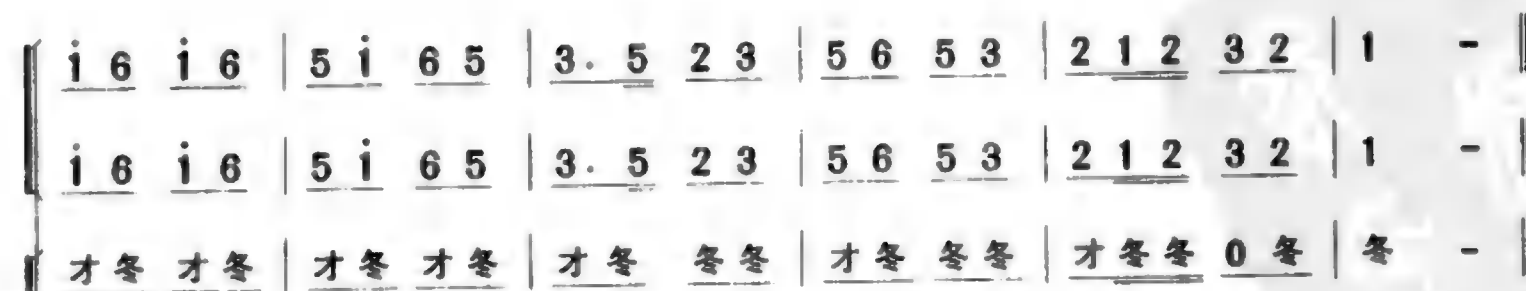 i 6 i 6 | 5 i 6 5 | 3. 5 2 3 | 5 6 5 3 | 2 1 2 3 2 | 1 -
i 6 i 6 | 5 i 6 5 | 3. 5 2 3 | 5 6 5 3 | 2 1 2 3 2 | 1 -
才冬 才冬 | 才冬 才冬 | 才冬 冬冬 | 才冬 冬冬 | 才冬冬 0冬 | 冬 -